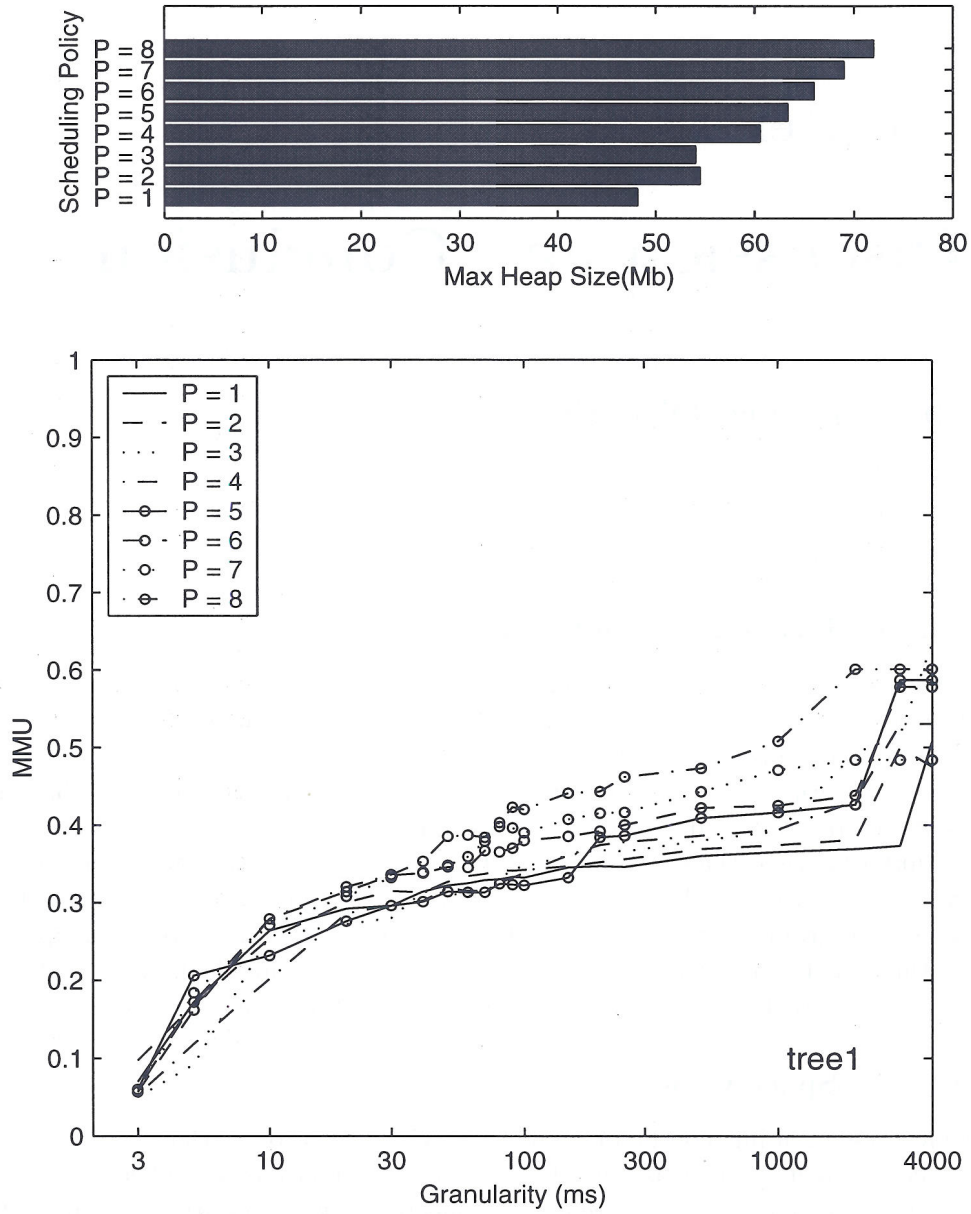 Scheduling Policy
P = 8
P = 7
P = 6
P = 5
P = 4
P = 3
P = 2
P = 1
0 10 20 30 40 50 60 70 80
Max Heap Size(Mb)
1
0.9
0.8
0.7
0.6
0.5
0.4
0.3
0.2
0.1
0
MMU
P = 1
P = 2
P = 3
P = 4
P = 5
P = 6
P = 7
P = 8
tree1
3 10 30 100 300 1000 4000
Granularity (ms)